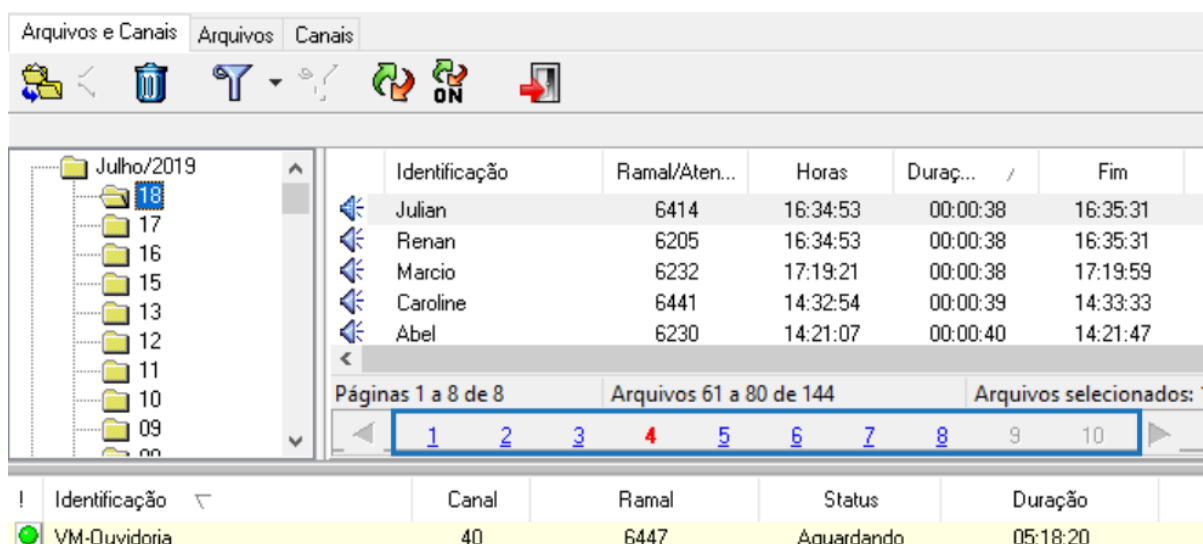 Arquivos e Canais Arquivos Canais
ON
Julho/2019
18
17
16
15
13
12
11
10
09
Identificação Ramal/Aten... Horas Duraç... Fim
Julian 6414 16:34:53 00:00:38 16:35:31
Renan 6205 16:34:53 00:00:38 16:35:31
Marcio 6232 17:19:21 00:00:38 17:19:59
Caroline 6441 14:32:54 00:00:39 14:33:33
Abel 6230 14:21:07 00:00:40 14:21:47
Páginas 1 a 8 de 8 Arquivos 61 a 80 de 144 Arquivos selecionados:
1 2 3 4 5 6 7 8 9 10
! Identificação Canal Ramal Status Duração
VM-Ouvidoria 40 6447 Aguardando 05:18:20